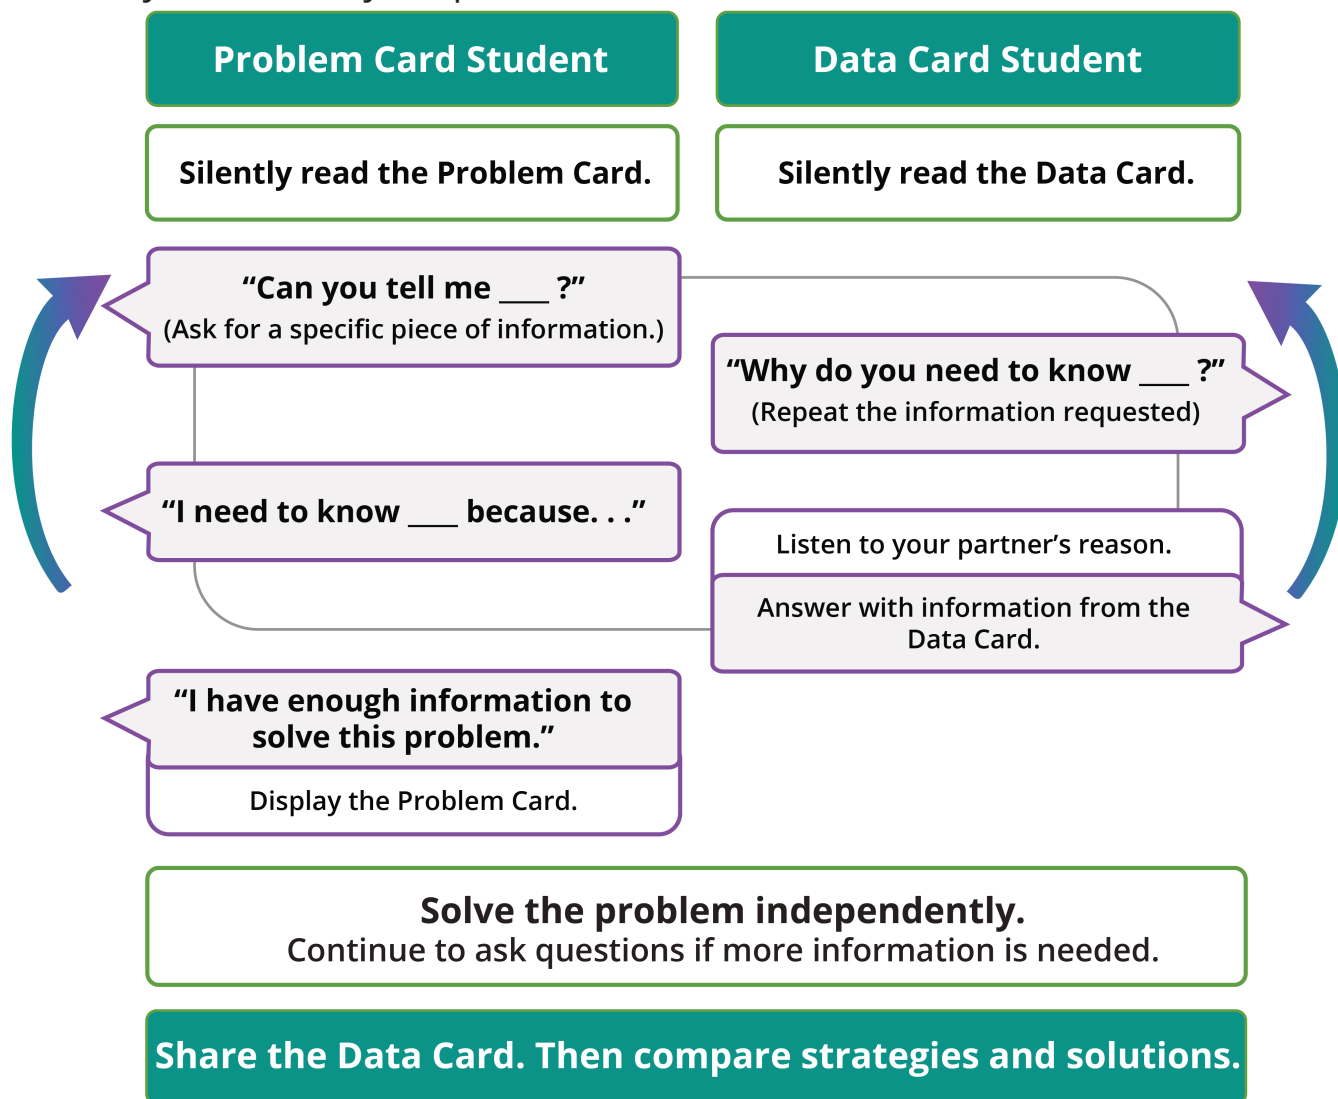 Problem Card Student
Data Card Student
Silently read the Problem Card.
Silently read the Data Card.
“Can you tell me ___ ?”
(Ask for a specific piece of information.)
“Why do you need to know ___ ?”
(Repeat the information requested)
“I need to know ___ because. . .”
Listen to your partner’s reason.
Answer with information from the
Data Card.
“I have enough information to
solve this problem.”
Display the Problem Card.
Solve the problem independently.
Continue to ask questions if more information is needed.
Share the Data Card. Then compare strategies and solutions.